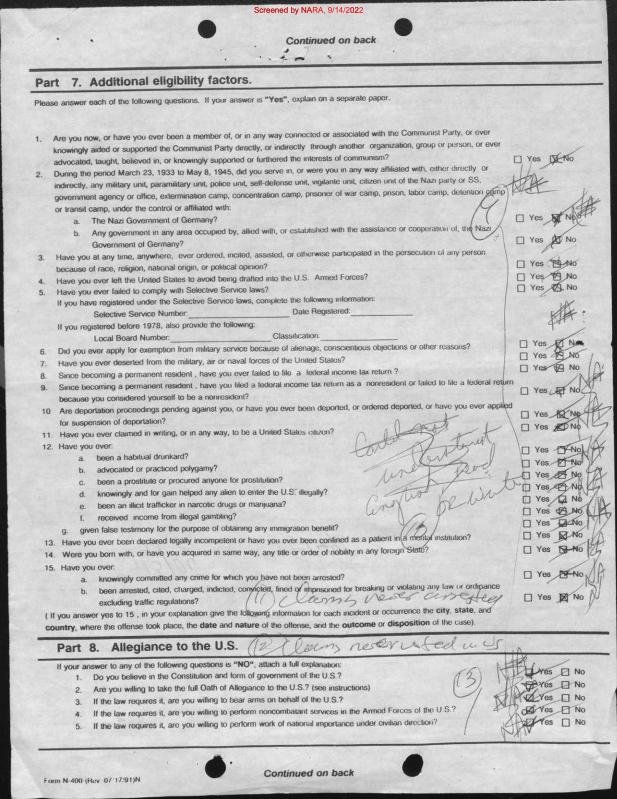 Screened by NARA, 9/14/2022
Continued on back
Part 7. Additional eligibility factors.
Please answer each of the following questions. If your answer is "Yes", explain on a separate paper.
1. Are you now, or have you ever been a member of, or in any way connected or associated with the Communist Party, or ever
knowingly aided or supported the Communist Party directly, or indirectly through another organization, group or person, or ever
advocated, taught, believed in, or knowingly supported or furthered the interests of communism? ☐ Yes ☒ No
2. During the period March 23, 1933 to May 8, 1945, did you serve in, or were you in any way affiliated with, either directly or
indirectly, any military unit, paramilitary unit, police unit, self-defense unit, vigilante unit, citizen unit of the Nazi party or SS,
government agency or office, extermination camp, concentration camp, prisoner of war camp, prison, labor camp, detention camp
or transit camp, under the control or affiliated with:
a. The Nazi Government of Germany? ☐ Yes ☒ No
b. Any government in any area occupied by, allied with, or established with the assistance or cooperation of, the Nazi
Government of Germany? ☐ Yes ☒ No
3. Have you at any time, anywhere, ever ordered, incited, assisted, or otherwise participated in the persecution of any person
because of race, religion, national origin, or political opinion? ☐ Yes ☒ No
4. Have you ever left the United States to avoid being drafted into the U.S. Armed Forces? ☐ Yes ☒ No
5. Have you ever failed to comply with Selective Service laws? ☐ Yes ☒ No
If you have registered under the Selective Service laws, complete the following information:
Selective Service Number: Date Registered:
If you registered before 1978, also provide the following:
Local Board Number: Classification:
6. Did you ever apply for exemption from military service because of alienage, conscientious objections or other reasons? ☐ Yes ☒ No
7. Have you ever deserted from the military, air or naval forces of the United States? ☐ Yes ☒ No
8. Since becoming a permanent resident , have you ever failed to file a federal income tax return ? ☐ Yes ☒ No
9. Since becoming a permanent resident , have you filed a federal income tax return as a nonresident or failed to file a federal return
because you considered yourself to be a nonresident? ☐ Yes ☒ No
10 Are deportation proceedings pending against you, or have you ever been deported, or ordered deported, or have you ever applied
for suspension of deportation? ☐ Yes ☒ No
11. Have you ever claimed in writing, or in any way, to be a United States citizen? ☐ Yes ☒ No
12. Have you ever:
a. been a habitual drunkard? ☐ Yes ☒ No
b. advocated or practiced polygamy? ☐ Yes ☒ No
c. been a prostitute or procured anyone for prostitution? ☐ Yes ☒ No
d. knowingly and for gain helped any alien to enter the U.S. illegally? ☐ Yes ☒ No
e. been an illicit trafficker in narcotic drugs or marijuana? ☐ Yes ☒ No
f. received income from illegal gambling? ☐ Yes ☒ No
g. given false testimony for the purpose of obtaining any immigration benefit? ☐ Yes ☒ No
13. Have you ever been declared legally incompetent or have you ever been confined as a patient in a mental institution? ☐ Yes ☒ No
14. Were you born with, or have you acquired in same way, any title or order of nobility in any foreign State? ☐ Yes ☒ No
15. Have you ever:
a. knowingly committed any crime for which you have not been arrested? ☐ Yes ☒ No
b. been arrested, cited, charged, indicted, convicted, fined or imprisoned for breaking or violating any law or ordinance
excluding traffic regulations? ☐ Yes ☒ No
( If you answer yes to 15 , in your explanation give the following information for each incident or occurrence the city, state, and
country, where the offense took place, the date and nature of the offense, and the outcome or disposition of the case).
NA
9
Could not
understand
English read
or write
(11) Claims never arrested
Part 8. Allegiance to the U.S.
(12) Claims never voted in US
If your answer to any of the following questions is "NO", attach a full explanation:
1. Do you believe in the Constitution and form of government of the U.S.? ☒ Yes ☐ No
2. Are you willing to take the full Oath of Allegiance to the U.S.? (see instructions) ☒ Yes ☐ No
3. If the law requires it, are you willing to bear arms on behalf of the U.S.? ☒ Yes ☐ No
4. If the law requires it, are you willing to perform noncombatant services in the Armed Forces of the U.S.? ☒ Yes ☐ No
5. If the law requires it, are you willing to perform work of national importance under civilian direction? ☒ Yes ☐ No
13
NA
Form N-400 (Rev 07/17/91)N
Continued on back